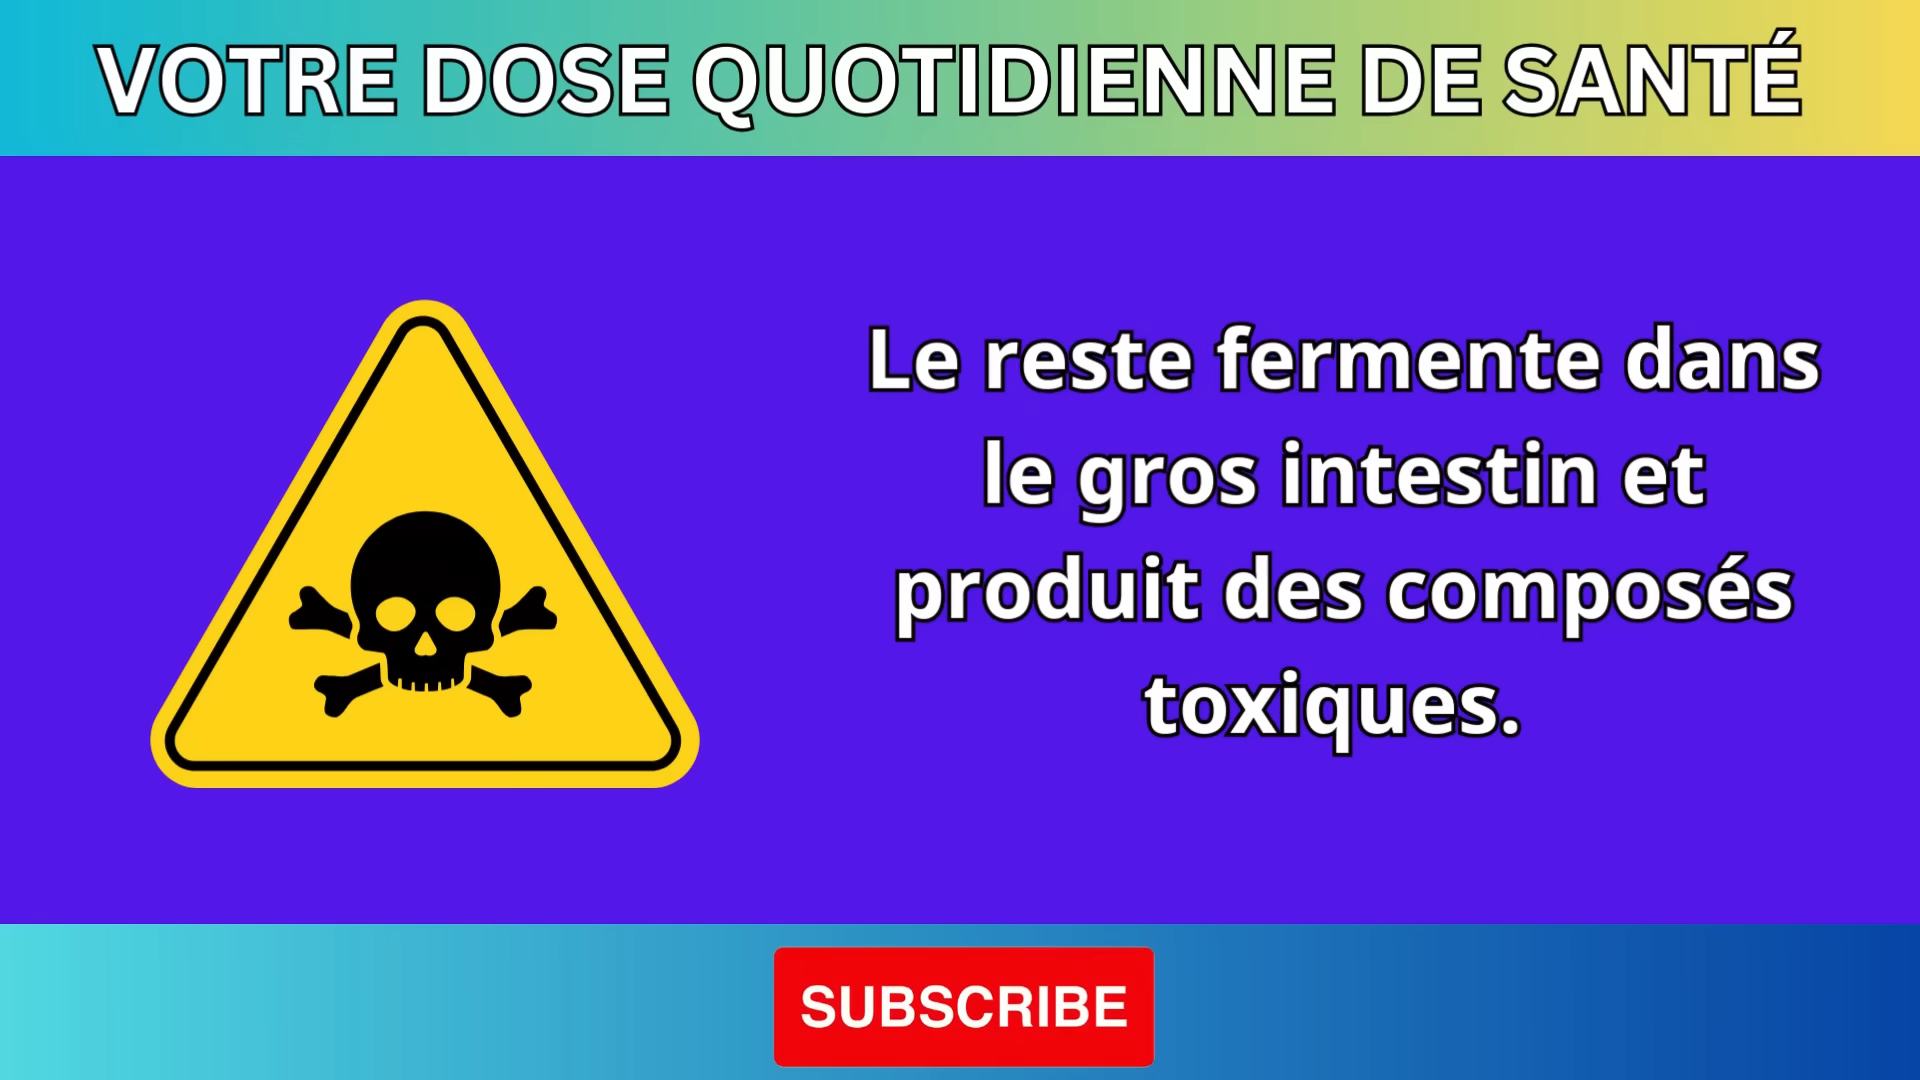 VOTRE DOSE QUOTIDIENNE DE SANTÉ
Le reste fermente dans
le gros intestin et
produit des composés
toxiques.
SUBSCRIBE